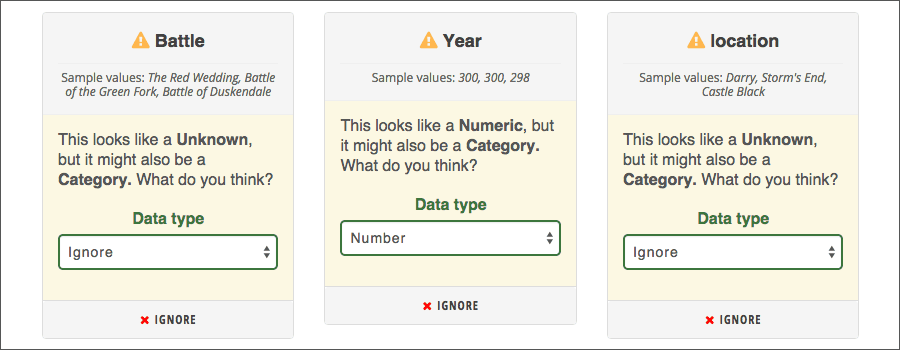 Battle
Sample values: The Red Wedding, Battle
of the Green Fork, Battle of Duskendale
This looks like a Unknown,
but it might also be a
Category. What do you think?
Data type
Ignore
IGNORE
Year
Sample values: 300, 300, 298
This looks like a Numeric, but
it might also be a Category.
What do you think?
Data type
Number
IGNORE
location
Sample values: Darry, Storm's End,
Castle Black
This looks like a Unknown,
but it might also be a
Category. What do you think?
Data type
Ignore
IGNORE